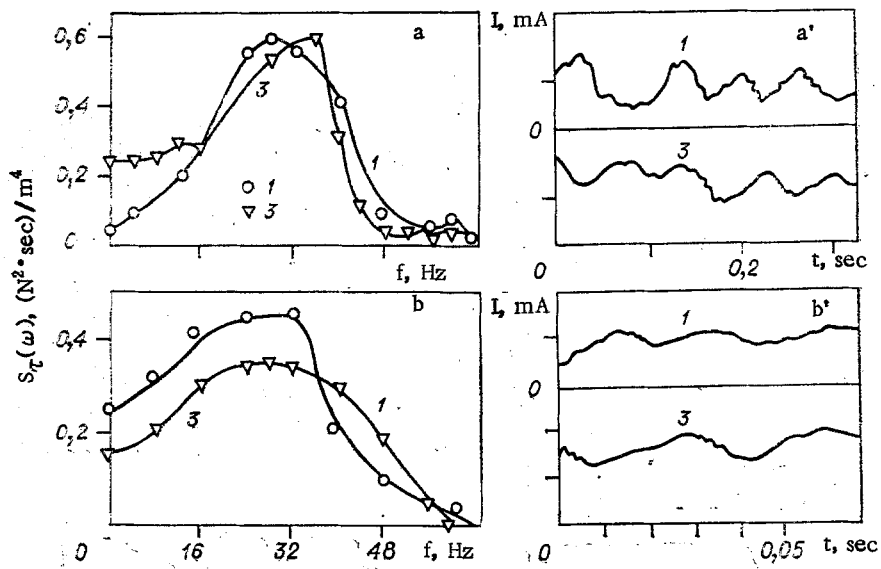 a
0,6
0,4
0,2
0
3
1
○ 1
▽ 3
f, Hz
I, mA
a'
1
0
3
0
0,2
t, sec
S_τ(ω), (N²·sec)/m⁴
b
0,4
0,2
3
1
0
16
32
48
f, Hz
I, mA
b'
1
0
3
0
0,05
t, sec